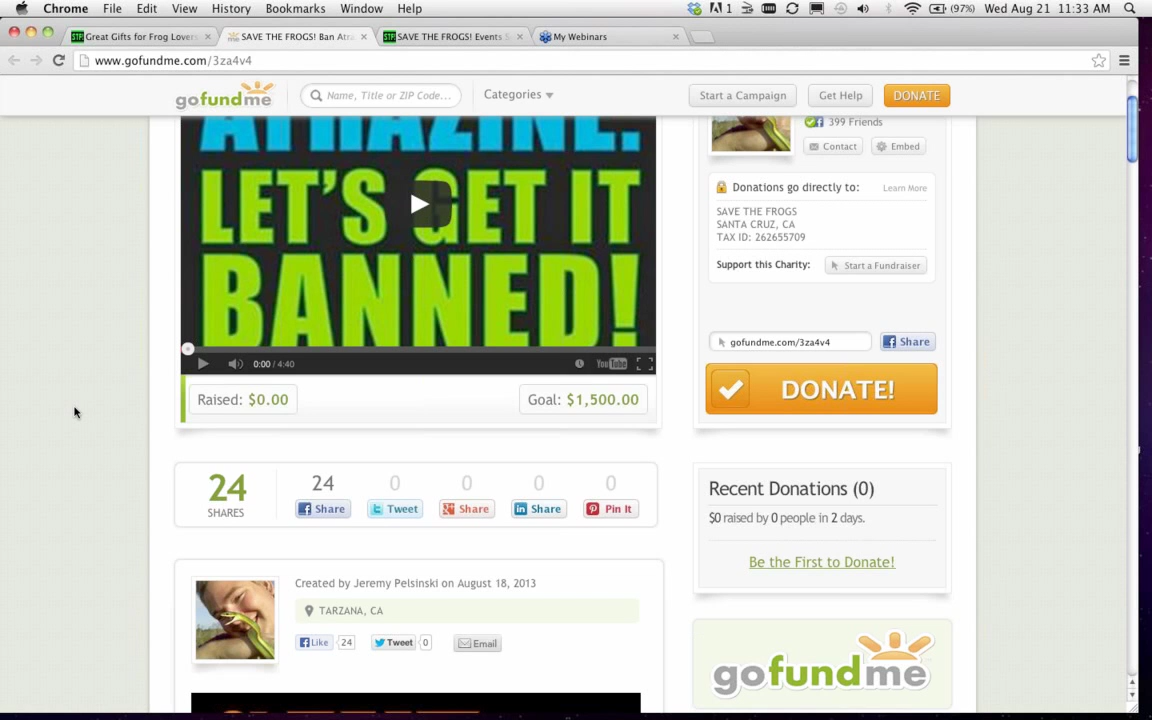 Chrome File Edit View History Bookmarks Window Help
1 (97%) Wed Aug 21 11:33 AM
Great Gifts for Frog Lovers
SAVE THE FROGS! Ban Atra
SAVE THE FROGS! Events S
My Webinars
www.gofundme.com/3za4v4
gofundme
Name, Title or ZIP Code...
Categories
Start a Campaign
Get Help
DONATE
ATRAZINE.
LET'S GET IT
BANNED!
0:00 / 4:40
YouTube
Raised: $0.00
Goal: $1,500.00
399 Friends
Contact
Embed
Donations go directly to:
Learn More
SAVE THE FROGS
SANTA CRUZ, CA
TAX ID: 262655709
Support this Charity:
Start a Fundraiser
gofundme.com/3za4v4
Share
DONATE!
24
SHARES
24 0 0 0 0
Share Tweet Share Share Pin It
Recent Donations (0)
$0 raised by 0 people in 2 days.
Be the First to Donate!
Created by Jeremy Pelsinski on August 18, 2013
TARZANA, CA
Like 24 Tweet 0 Email
gofundme